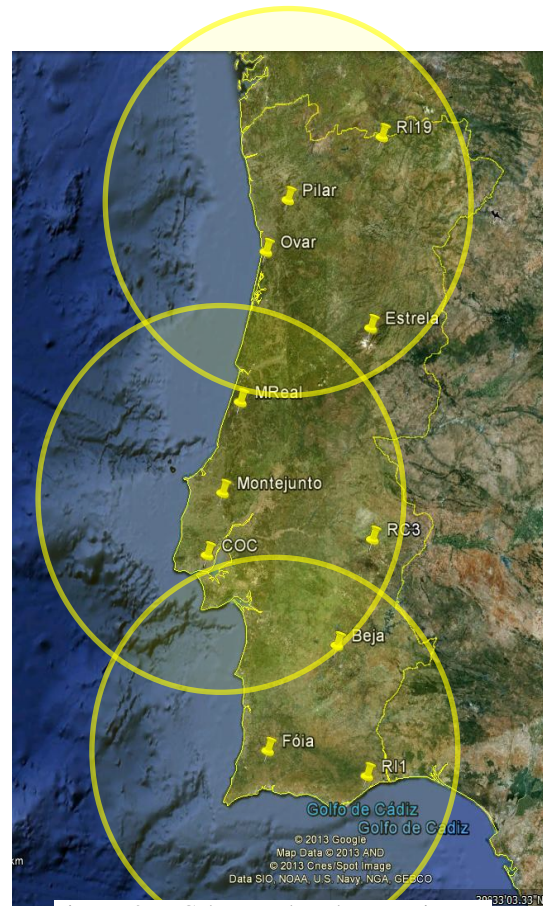 RI19
Pilar
Ovar
Estrela
MReal
Montejunto
RC3
COC
Beja
Fóia
RI1
Golfo de Cádiz
Golfo de Cadiz
© 2013 Google
Map Data © 2013 AND
© 2013 Cnes/Spot Image
Data SIO, NOAA, U.S. Navy, NGA, GEBCO
km